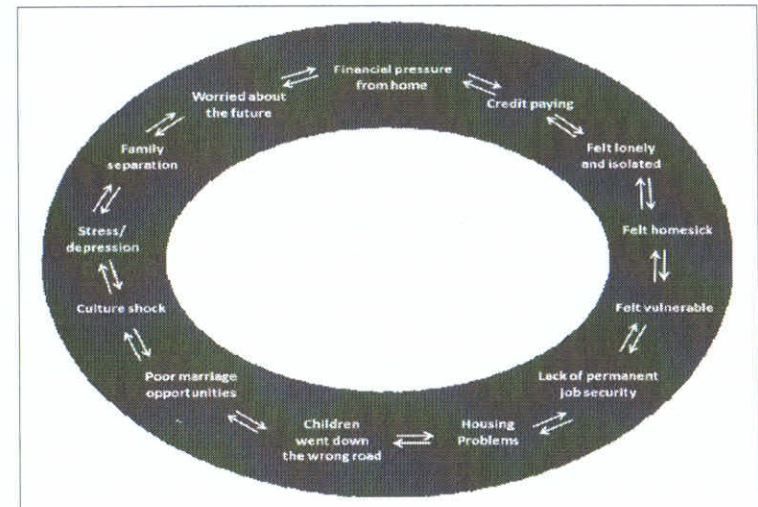 Financial pressure
from home
Credit paying
Felt lonely
and isolated
Felt homesick
Felt vulnerable
Lack of permanent
job security
Housing
Problems
Children
went down
the wrong road
Poor marriage
opportunities
Culture shock
Stress/
depression
Family
separation
Worried about
the future